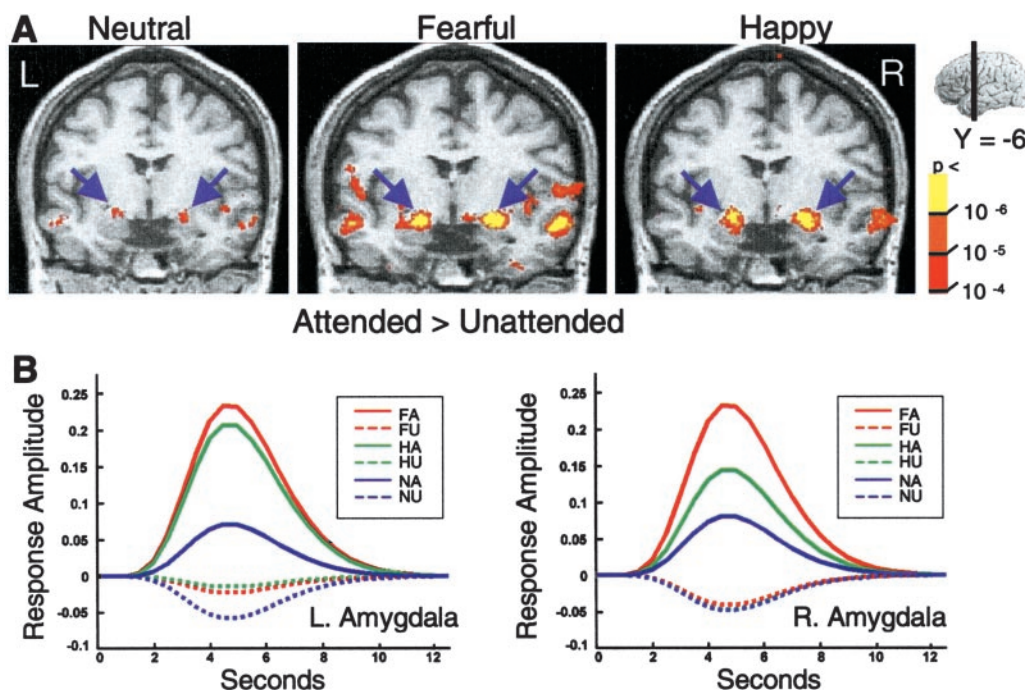 A Neutral Fearful Happy
L R
Y = -6
p <
10 -6
10 -5
10 -4
Attended > Unattended
B
Response Amplitude
0.25
0.2
0.15
0.1
0.05
0
-0.05
-0.1
0 2 4 6 8 10 12
Seconds
FA
FU
HA
HU
NA
NU
L. Amygdala
Response Amplitude
0.25
0.2
0.15
0.1
0.05
0
-0.05
-0.1
0 2 4 6 8 10 12
Seconds
FA
FU
HA
HU
NA
NU
R. Amygdala